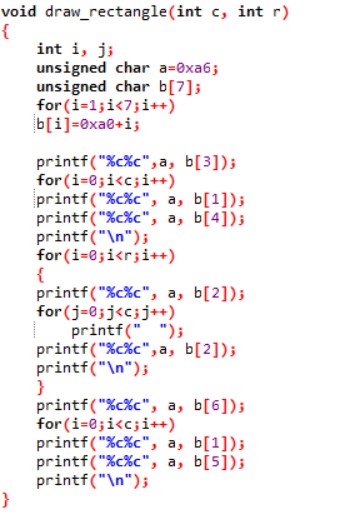 void draw_rectangle(int c, int r)
{
    int i, j;
    unsigned char a=0xa6;
    unsigned char b[7];
    for(i=1;i<7;i++)
    b[i]=0xa0+i;

    printf("%c%c",a, b[3]);
    for(i=0;i<c;i++)
    printf("%c%c", a, b[1]);
    printf("%c%c", a, b[4]);
    printf("\n");
    for(i=0;i<r;i++)
    {
    printf("%c%c", a, b[2]);
    for(j=0;j<c;j++)
        printf("  ");
    printf("%c%c",a, b[2]);
    printf("\n");
    }
    printf("%c%c", a, b[6]);
    for(i=0;i<c;i++)
    printf("%c%c", a, b[1]);
    printf("%c%c", a, b[5]);
    printf("\n");
}